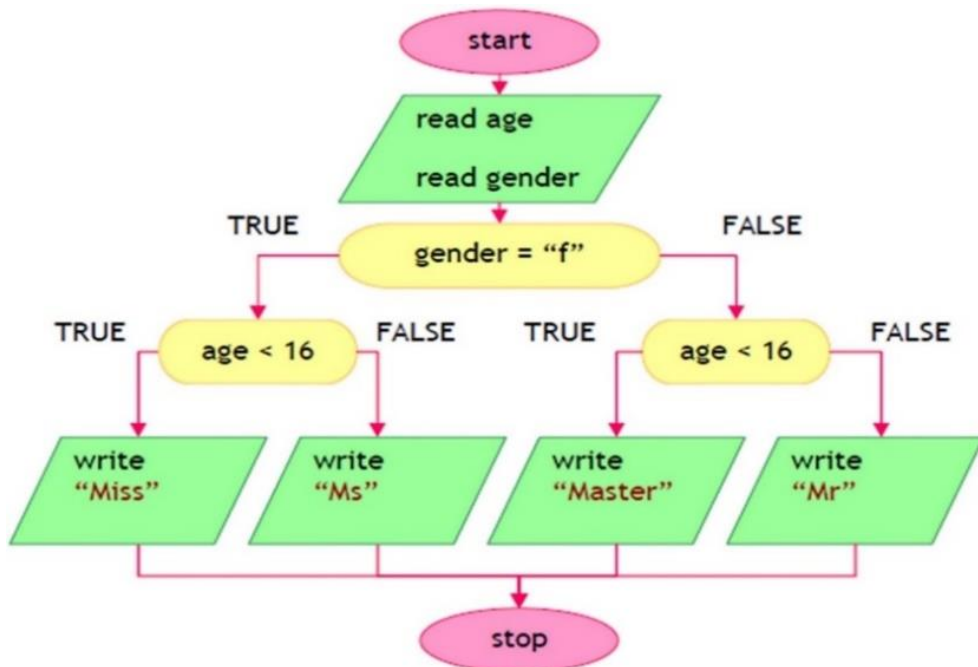 start
read age
read gender
TRUE
FALSE
gender = “f”
TRUE
age < 16
FALSE
TRUE
age < 16
FALSE
write
“Miss”
write
“Ms”
write
“Master”
write
“Mr”
stop